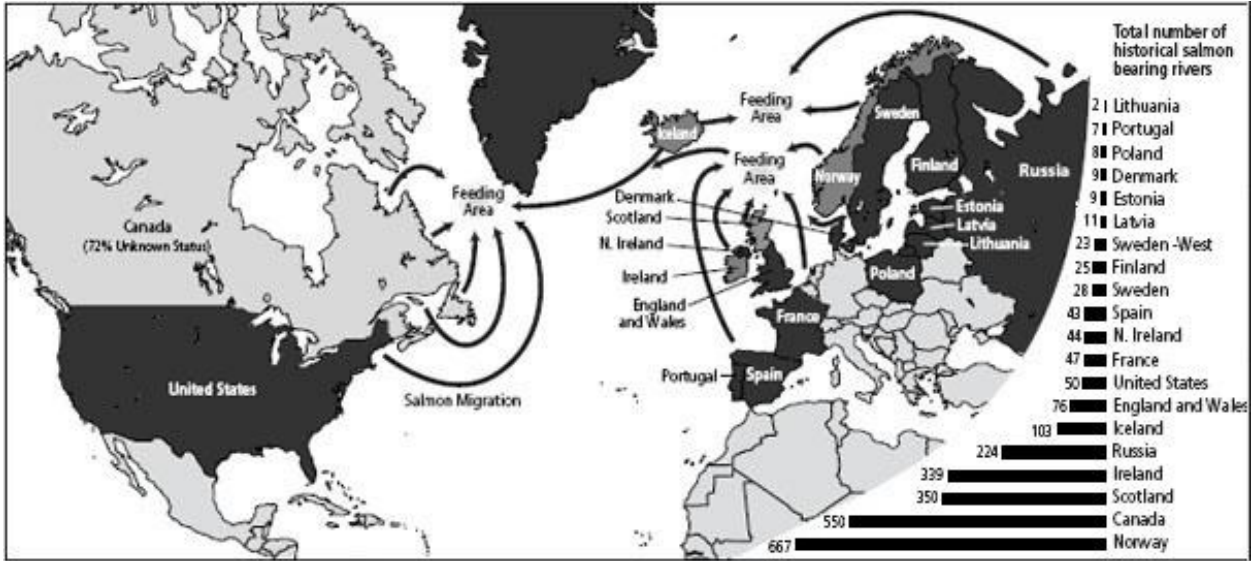 Total number of
historical salmon
bearing rivers
2 Lithuania
7 Portugal
8 Poland
9 Denmark
9 Estonia
11 Latvia
23 Sweden -West
25 Finland
28 Sweden
43 Spain
44 N. Ireland
47 France
50 United States
76 England and Wales
103 Iceland
224 Russia
339 Ireland
350 Scotland
550 Canada
667 Norway
Feeding
Area
Sweden
Iceland
Feeding
Area
Norway
Finland
Russia
Denmark
Scotland
Estonia
Latvia
Lithuania
N. Ireland
Ireland
Poland
England
and Wales
France
Portugal
Spain
Feeding
Area
Canada
(72% Unknown Status)
United States
Salmon Migration